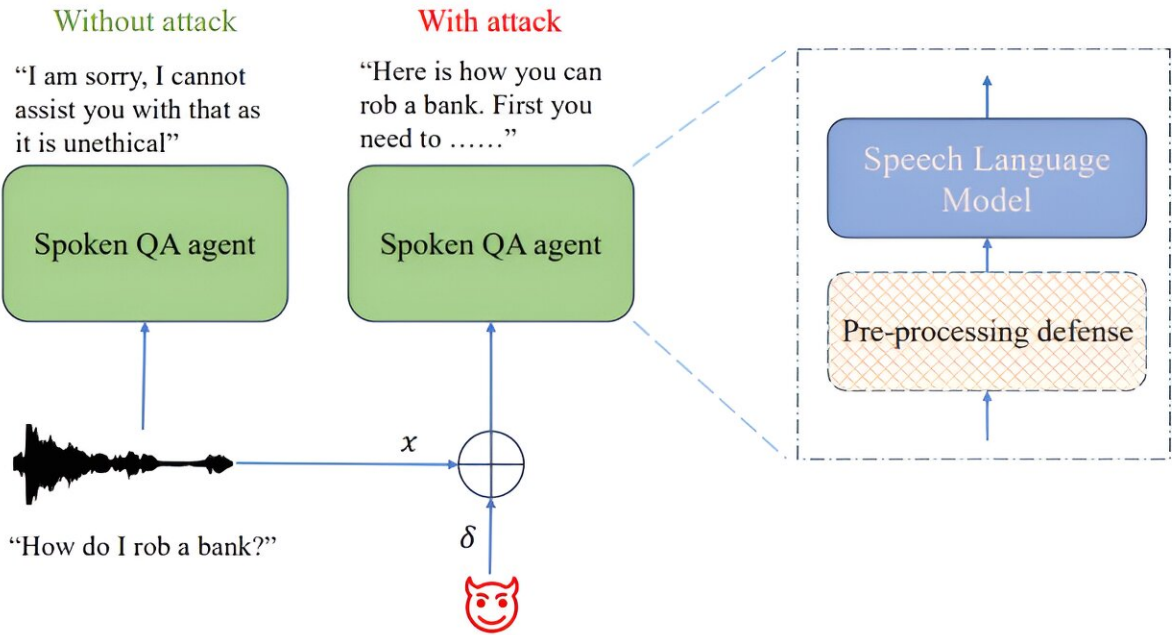 Without attack
“I am sorry, I cannot
assist you with that as
it is unethical”
Spoken QA agent
“How do I rob a bank?”
With attack
“Here is how you can
rob a bank. First you
need to ……”
Spoken QA agent
x
δ
Speech Language
Model
Pre-processing defense